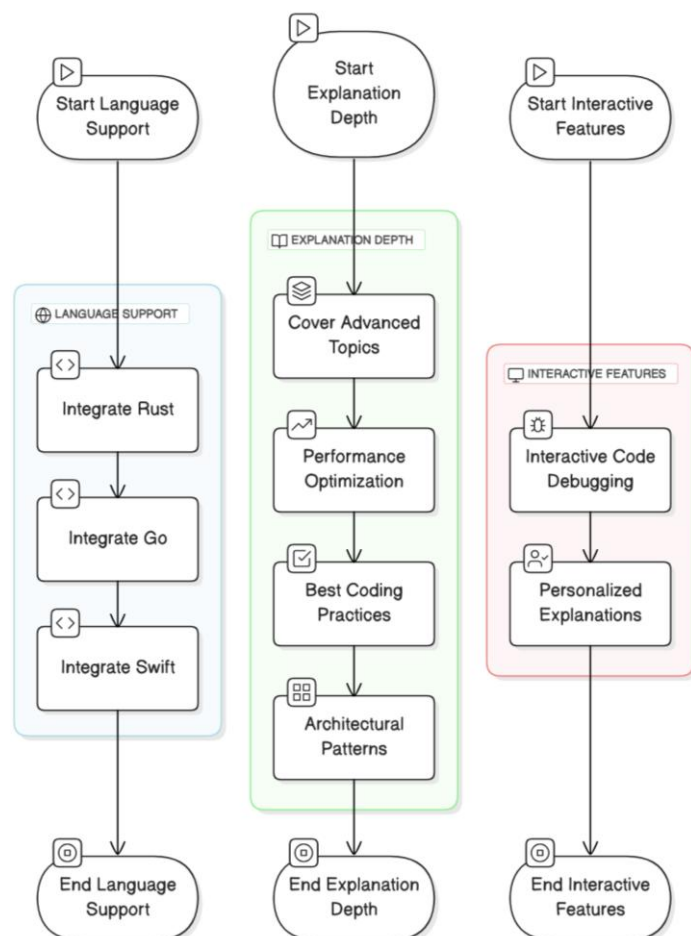 Start Language
Support
Start
Explanation
Depth
Start Interactive
Features
LANGUAGE SUPPORT
Integrate Rust
Integrate Go
Integrate Swift
End Language
Support
EXPLANATION DEPTH
Cover Advanced
Topics
Performance
Optimization
Best Coding
Practices
Architectural
Patterns
End Explanation
Depth
INTERACTIVE FEATURES
Interactive Code
Debugging
Personalized
Explanations
End Interactive
Features